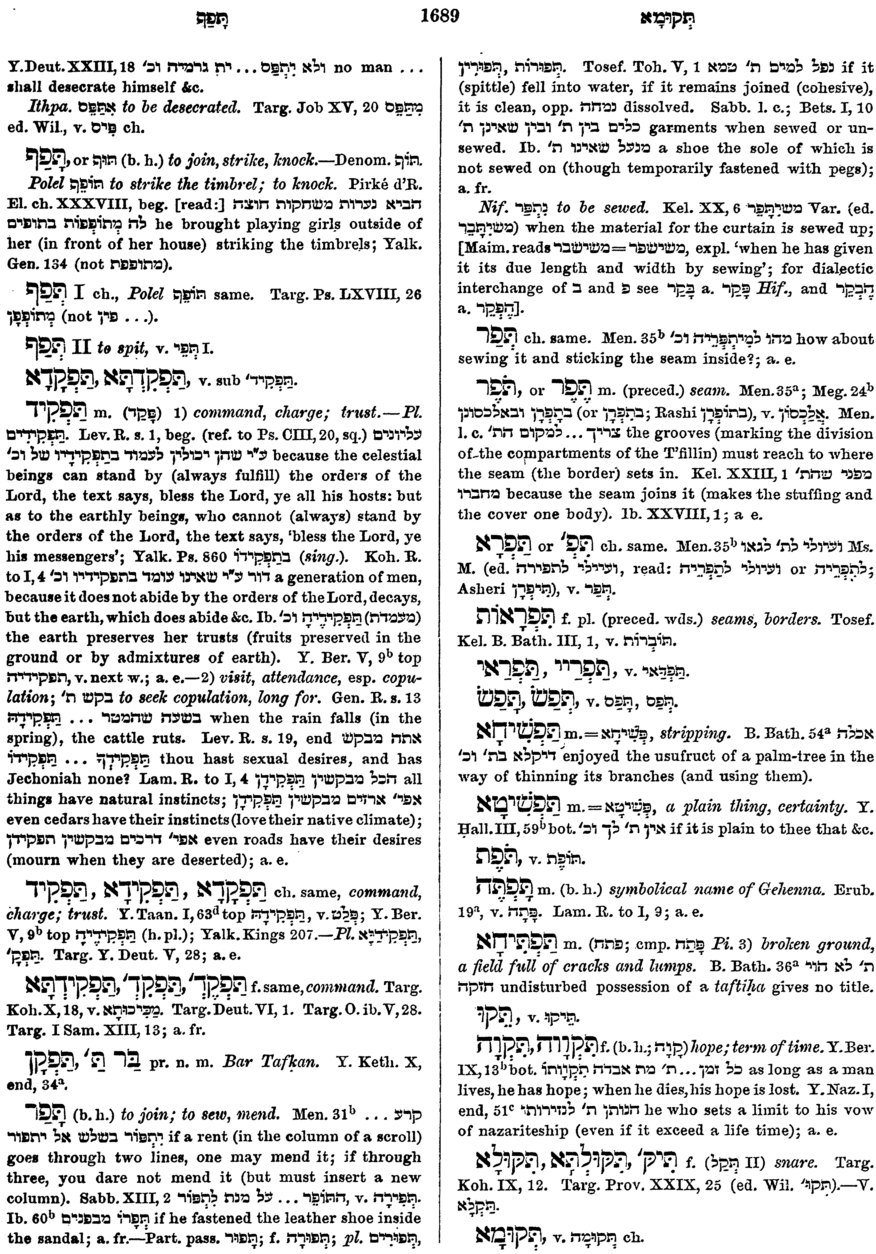 תָּפַף 1689 תְּקוּמָא
Y.Deut.XXIII,18 ולא יִתְפַּס ... ית גרמיה וכ' no man ...
shall desecrate himself &c.
Ithpa. אִתַּפַּס to be desecrated. Targ. Job XV, 20 מִתַּפַּס
ed. Wil., v. פַּיֵס ch.
תָּפַף, or תּוּף (b. h.) to join, strike, knock.—Denom. תּוֹף.
Polel תּוֹפֵף to strike the timbrel; to knock. Pirké d'R.
El. ch. XXXVIII, beg. [read:] הביא נערות משחקות חוצה
לה מְתוֹפְפוֹת בתופים he brought playing girls outside of
her (in front of her house) striking the timbrels; Yalk.
Gen. 134 (not מתופפת).
תְּפַף I ch., Polel תּוֹפֵף same. Targ. Ps. LXVIII, 26
מְתוֹפְפָן (not פִין ...).
תְּפַף II to spit, v. תְּפֵי I.
תַּפְקְדָא, תַּפְקֶדְתָּא, v. sub תַּפְקִיד'.
תַּפְקִיד m. (פָּקַד) 1) command, charge; trust.—Pl.
תַּפְקִידִים. Lev. R. s. 1, beg. (ref. to Ps. CIII, 20, sq.) עליונים
ע"י שהן יכולין לעמוד בתַפְקִידָיו של וכ' because the celestial
beings can stand by (always fulfill) the orders of the
Lord, the text says, bless the Lord, ye all his hosts: but
as to the earthly beings, who cannot (always) stand by
the orders of the Lord, the text says, 'bless the Lord, ye
his messengers'; Yalk. Ps. 860 בתַפְקִידוֹ (sing.). Koh. R.
to I, 4 דור ע"י שאינו עומד בתפקידיו וכ' a generation of men,
because it does not abide by the orders of the Lord, decays,
but the earth, which does abide &c. Ib. תַּפְקִידֶיהָ וכ' (מעמדת)
the earth preserves her trusts (fruits preserved in the
ground or by admixtures of earth). Y. Ber. V, 9b top
תפקידיה, v. next w.; a. e.—2) visit, attendance, esp. copu-
lation; בקש ת' to seek copulation, long for. Gen. R. s. 13
בשעה שהמטר ... תַּפְקִידָהּ when the rain falls (in the
spring), the cattle ruts. Lev. R. s. 19, end אתה מבקש
תַּפְקִידְךָ ... תַּפְקִידוֹ thou hast sexual desires, and has
Jechoniah none? Lam. R. to I, 4 הכל מבקשין תַּפְקִידָן all
things have natural instincts; אפי' ארזים מבקשין תַּפְקִידָן
even cedars have their instincts (love their native climate);
אפי' דרכים מבקשין תפקידן even roads have their desires
(mourn when they are deserted); a. e.
תַּפְקֵיד, תַּפְקִידָא, תַּפְקְדָא ch. same, command,
charge; trust. Y. Taan. I, 63d top תַּפְקִידֵהּ, v. פְּלַט; Y. Ber.
V, 9b top תַּפְקִידֶיהָ (h. pl.); Yalk. Kings 207.—Pl. תַּפְקִידַיָּא,
תַּפְקֵ'. Targ. Y. Deut. V, 28; a. e.
תַּפְקֶדְ', תַּפְקֵדְ', תַּפְקִידְתָּא f. same, command. Targ.
Koh. X, 18, v. מַכִּיכוּתָא. Targ. Deut. VI, 1. Targ. O. ib. V, 28.
Targ. I Sam. XIII, 13; a. fr.
תַּפְקָן, בַּר תַּ' pr. n. m. Bar Tafkan. Y. Keth. X,
end, 34a.
תָּפַר (b. h.) to join; to sew, mend. Men. 31b קרע ...
יִתְפּוֹר בשלש אל יתפור if a rent (in the column of a scroll)
goes through two lines, one may mend it; if through
three, you dare not mend it (but must insert a new
column). Sabb. XIII, 2 התּוֹפֵר ... על מנת לִתְפּוֹר, v. תְּפִירָה.
Ib. 60b תְּפָרוֹ מבפנים if he fastened the leather shoe inside
the sandal; a. fr.—Part. pass. תָּפוּר; f. תְּפוּרָה; pl. תְּפוּרִים,
תְּפוּרִין, תְּפוּרוֹת. Tosef. Toh. V, 1 נפל למים ת' טמא if it
(spittle) fell into water, if it remains joined (cohesive),
it is clean, opp. נמחה dissolved. Sabb. l. c.; Bets. I, 10
כלים בין ת' ובין שאינן ת' garments when sewed or un-
sewed. Ib. מנעל שאינו ת' a shoe the sole of which is
not sewed on (though temporarily fastened with pegs);
a. fr.
Nif. נִתְפַּר to be sewed. Kel. XX, 6 משיתָּפֵר Var. (ed.
משיִתָּבֵר) when the material for the curtain is sewed up;
[Maim. reads משישפר=משישבר, expl. 'when he has given
it its due length and width by sewing'; for dialectic
interchange of ב and פ see בָּקַר a. פָּקַר Hif., and הֶבְקֵר
a. הֶפְקֵר].
תְּפַר ch. same. Men. 35b מהו למִיתְפְּרֵיהּ וכ' how about
sewing it and sticking the seam inside?; a. e.
תֶּפֶר, or תֵּפֶר m. (preced.) seam. Men. 35a; Meg. 24b
בתִפְרָן ובאלכסונן (or בתֶפְרָן; Rashi בתוֹפְרָן), v. אֲלַכְסוֹן. Men.
l. c. צריך ... למקום הת' the grooves (marking the division
of the compartments of the T'fillin) must reach to where
the seam (the border) sets in. Kel. XXIII, 1 מפני שהת'
מחברו because the seam joins it (makes the stuffing and
the cover one body). Ib. XXVIII, 1; a e.
תִּפְרָא or תְּפָ' ch. same. Men. 35b ועיולי לת' לגאו Ms.
M. (ed. ועיילי לתפירה, read: ועיולי לתַפְרֵיהּ or לתִפְרֵיהּ;
Asheri תִּיפְרָן), v. תְּפַר.
תִּפְרָאוֹת f. pl. (preced. wds.) seams, borders. Tosef.
Kel. B. Bath. III, 1, v. תּוֹבְרוֹת.
תִּפְרַאי, תַּפְרַיי, v. תַּפְדַּאי.
תָּפַשׂ, תְּפַשׂ, v. תָּפַס, תְּפַס.
תַּפְשִׁיחָא m.=פַּשִּׁיחָא, stripping. B. Bath. 54a אכלה
דיקלא בת' וכ' enjoyed the usufruct of a palm-tree in the
way of thinning its branches (and using them).
תַּפְשִׁיטָא m.=פְּשִׁיטָא, a plain thing, certainty. Y.
Ḥall. III, 59b bot. אין ת' לך וכ' if it is plain to thee that &c.
תֹּפֶת, v. תּוֹפֶת.
תָּפְתֶּה m. (b. h.) symbolical name of Gehenna. Erub.
19a, v. פָּתָה. Lam. R. to I, 9; a. e.
תַּפְתִּיחָא m. (פתח; cmp. פָּתַח Pi. 3) broken ground,
a field full of cracks and lumps. B. Bath. 36a ת' לא הוי
חזקה undisturbed possession of a taftiḥa gives no title.
תֵּקוּ, v. תֵּיקוּ.
תִּקְוָה, תִּקְוָוה f. (b. h.; קָוָה) hope; term of time. Y. Ber.
IX, 13b bot. כל זמן... ת' מת אבדה תִקְוָתוֹ as long as a man
lives, he has hope; when he dies, his hope is lost. Y. Naz. I,
end, 51c הנותן ת' לנזירותו he who sets a limit to his vow
of nazariteship (even if it exceed a life time); a. e.
תִּיק', תְּקוּלְתָּא, תְּקוּלָא f. (תְּקַל II) snare. Targ.
Koh. IX, 12. Targ. Prov. XXIX, 25 (ed. Wil. תִּקוּ').—V.
תַּקָּלָא.
תְּקוּמָא, v. תְּקוּמָה ch.